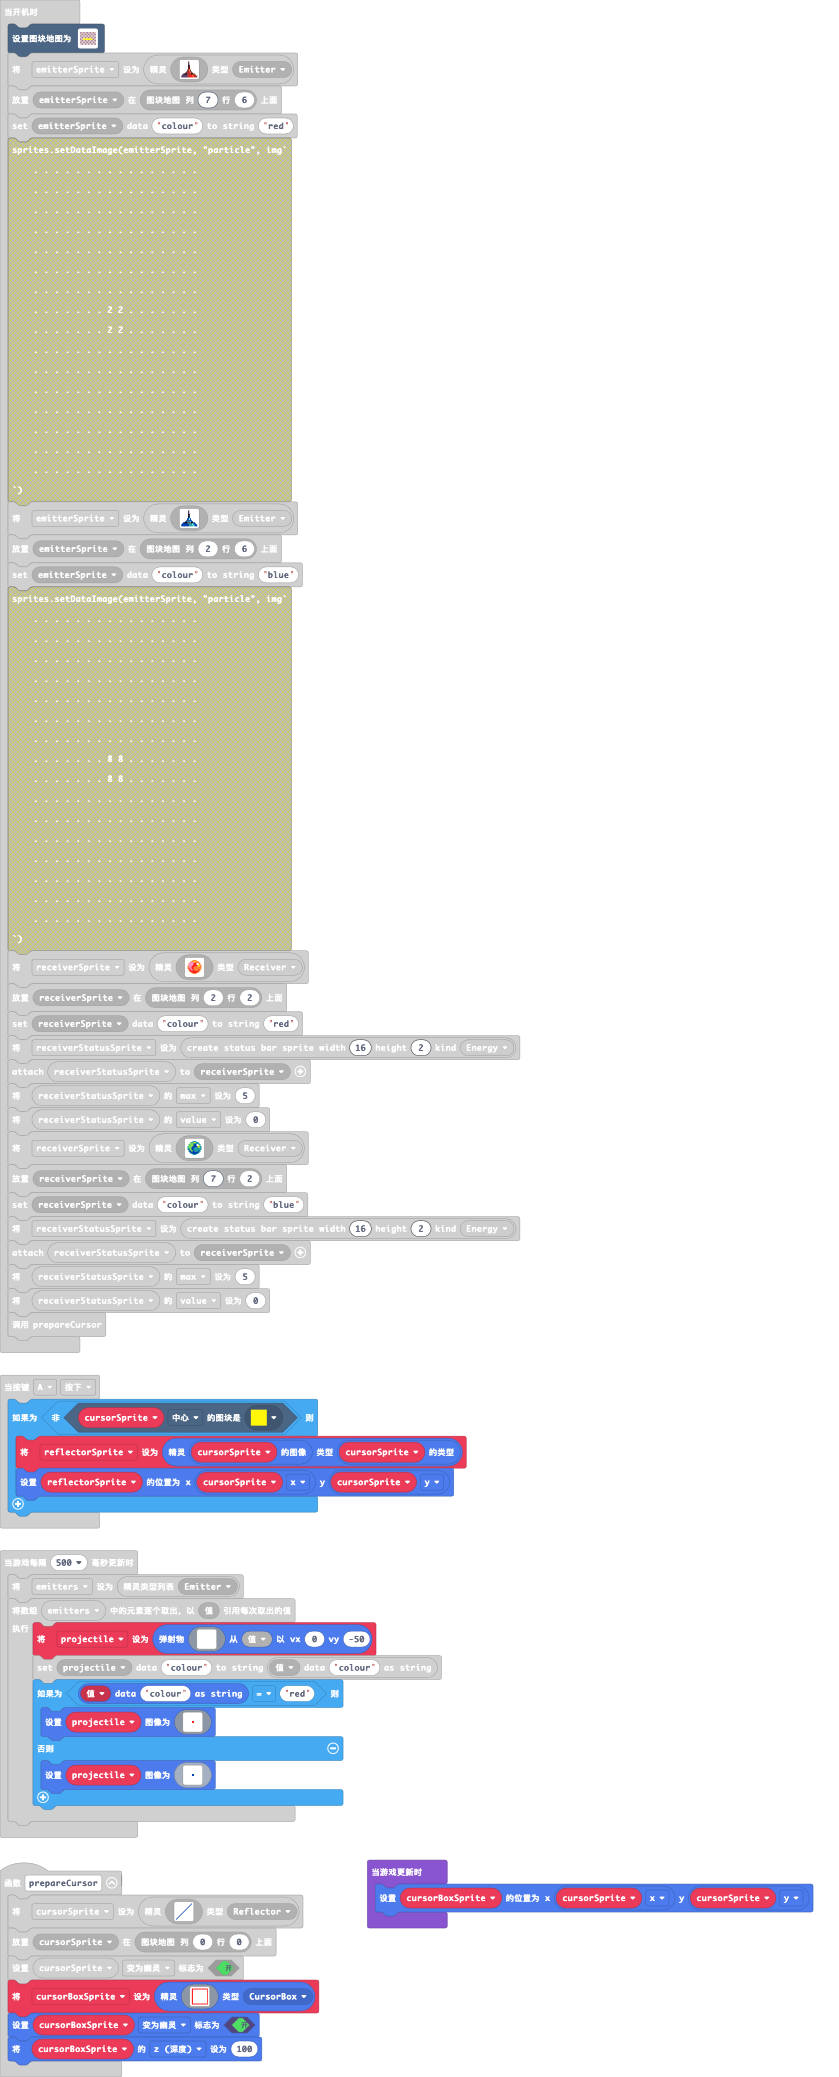 当开机时
设置图块地图为
将 emitterSprite 设为 精灵 类型 Emitter
放置 emitterSprite 在 图块地图 列 7 行 6 上面
set emitterSprite data "colour" to string "red"
sprites.setDataImage(emitterSprite, "particle", img`
. . . . . . . . . . . . . . . .
. . . . . . . . . . . . . . . .
. . . . . . . . . . . . . . . .
. . . . . . . . . . . . . . . .
. . . . . . . . . . . . . . . .
. . . . . . . . . . . . . . . .
. . . . . . . . . . . . . . . .
. . . . . . . 2 2 . . . . . . .
. . . . . . . 2 2 . . . . . . .
. . . . . . . . . . . . . . . .
. . . . . . . . . . . . . . . .
. . . . . . . . . . . . . . . .
. . . . . . . . . . . . . . . .
. . . . . . . . . . . . . . . .
. . . . . . . . . . . . . . . .
. . . . . . . . . . . . . . . .
`)
将 emitterSprite 设为 精灵 类型 Emitter
放置 emitterSprite 在 图块地图 列 2 行 6 上面
set emitterSprite data "colour" to string "blue"
sprites.setDataImage(emitterSprite, "particle", img`
. . . . . . . . . . . . . . . .
. . . . . . . . . . . . . . . .
. . . . . . . . . . . . . . . .
. . . . . . . . . . . . . . . .
. . . . . . . . . . . . . . . .
. . . . . . . . . . . . . . . .
. . . . . . . . . . . . . . . .
. . . . . . . 8 8 . . . . . . .
. . . . . . . 8 8 . . . . . . .
. . . . . . . . . . . . . . . .
. . . . . . . . . . . . . . . .
. . . . . . . . . . . . . . . .
. . . . . . . . . . . . . . . .
. . . . . . . . . . . . . . . .
. . . . . . . . . . . . . . . .
. . . . . . . . . . . . . . . .
`)
将 receiverSprite 设为 精灵 类型 Receiver
放置 receiverSprite 在 图块地图 列 2 行 2 上面
set receiverSprite data "colour" to string "red"
将 receiverStatusSprite 设为 create status bar sprite width 16 height 2 kind Energy
attach receiverStatusSprite to receiverSprite
将 receiverStatusSprite 的 max 设为 5
将 receiverStatusSprite 的 value 设为 0
将 receiverSprite 设为 精灵 类型 Receiver
放置 receiverSprite 在 图块地图 列 7 行 2 上面
set receiverSprite data "colour" to string "blue"
将 receiverStatusSprite 设为 create status bar sprite width 16 height 2 kind Energy
attach receiverStatusSprite to receiverSprite
将 receiverStatusSprite 的 max 设为 5
将 receiverStatusSprite 的 value 设为 0
调用 prepareCursor
当按键 A 按下
如果为 非 cursorSprite 中心 的图块是 则
将 reflectorSprite 设为 精灵 cursorSprite 的图像 类型 cursorSprite 的类型
设置 reflectorSprite 的位置为 x cursorSprite x y cursorSprite y
当游戏每隔 500 毫秒更新时
将 emitters 设为 精灵类型列表 Emitter
将数组 emitters 中的元素逐个取出，以 值 引用每次取出的值
执行
将 projectile 设为 弹射物 从 值 以 vx 0 vy -50
set projectile data "colour" to string 值 data "colour" as string
如果为 值 data "colour" as string = "red" 则
设置 projectile 图像为
否则
设置 projectile 图像为
函数 prepareCursor
将 cursorSprite 设为 精灵 类型 Reflector
放置 cursorSprite 在 图块地图 列 0 行 0 上面
设置 cursorSprite 变为幽灵 标志为 开
将 cursorBoxSprite 设为 精灵 类型 CursorBox
设置 cursorBoxSprite 变为幽灵 标志为 开
将 cursorBoxSprite 的 z (深度) 设为 100
当游戏更新时
设置 cursorBoxSprite 的位置为 x cursorSprite x y cursorSprite y